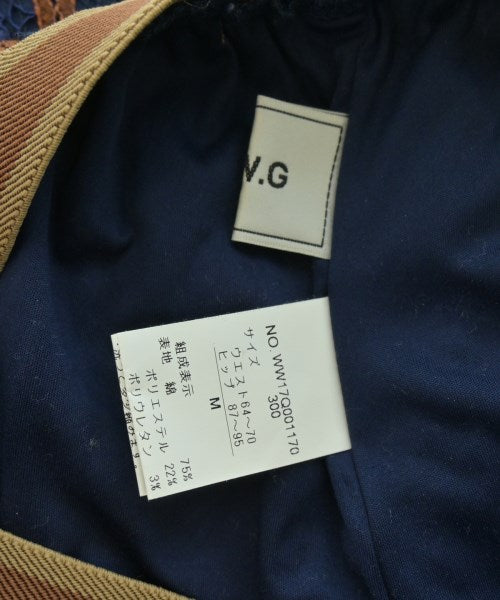 W.G
NO WW17Q001170
300
サイズ
ウエスト64～70
ヒップ 87～95
M
組成表示
表地 綿 75%
ポリエステル 22%
ポリウレタン 3%